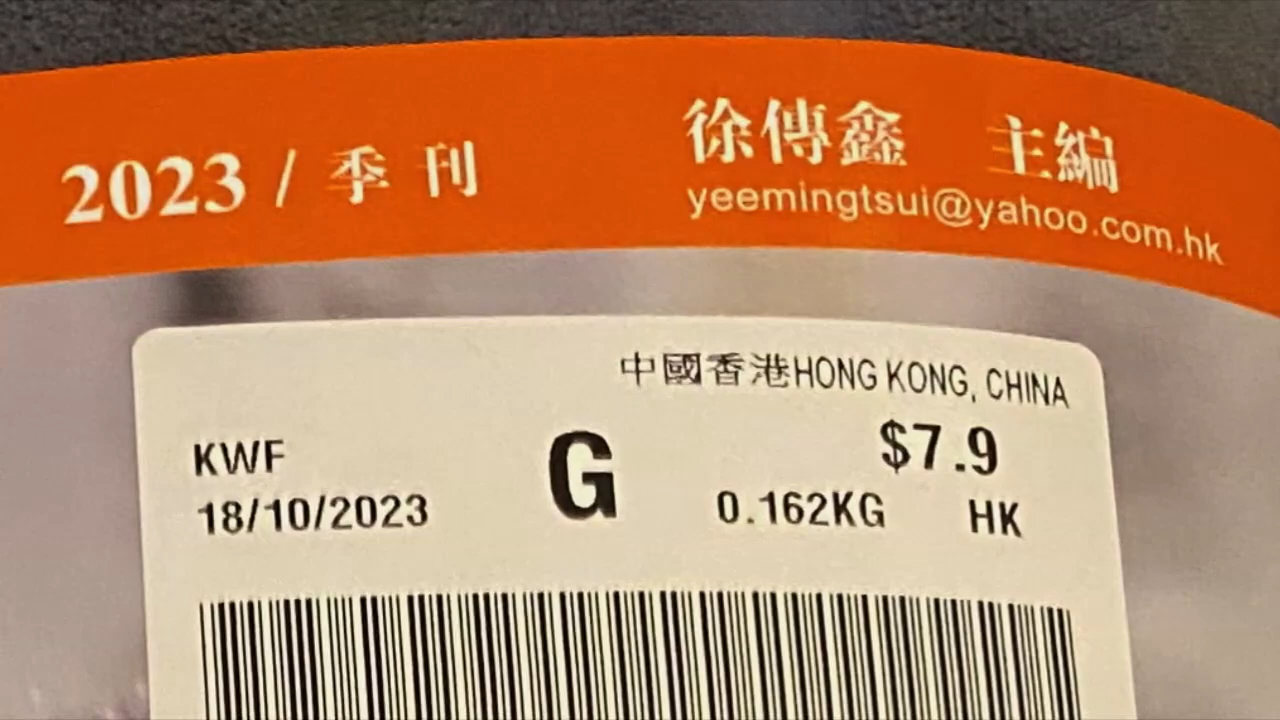 2023 / 季刊
徐傳鑫 主編
yeemingtsui@yahoo.com.hk
中國香港HONG KONG, CHINA
KWF G $7.9
18/10/2023 0.162KG HK